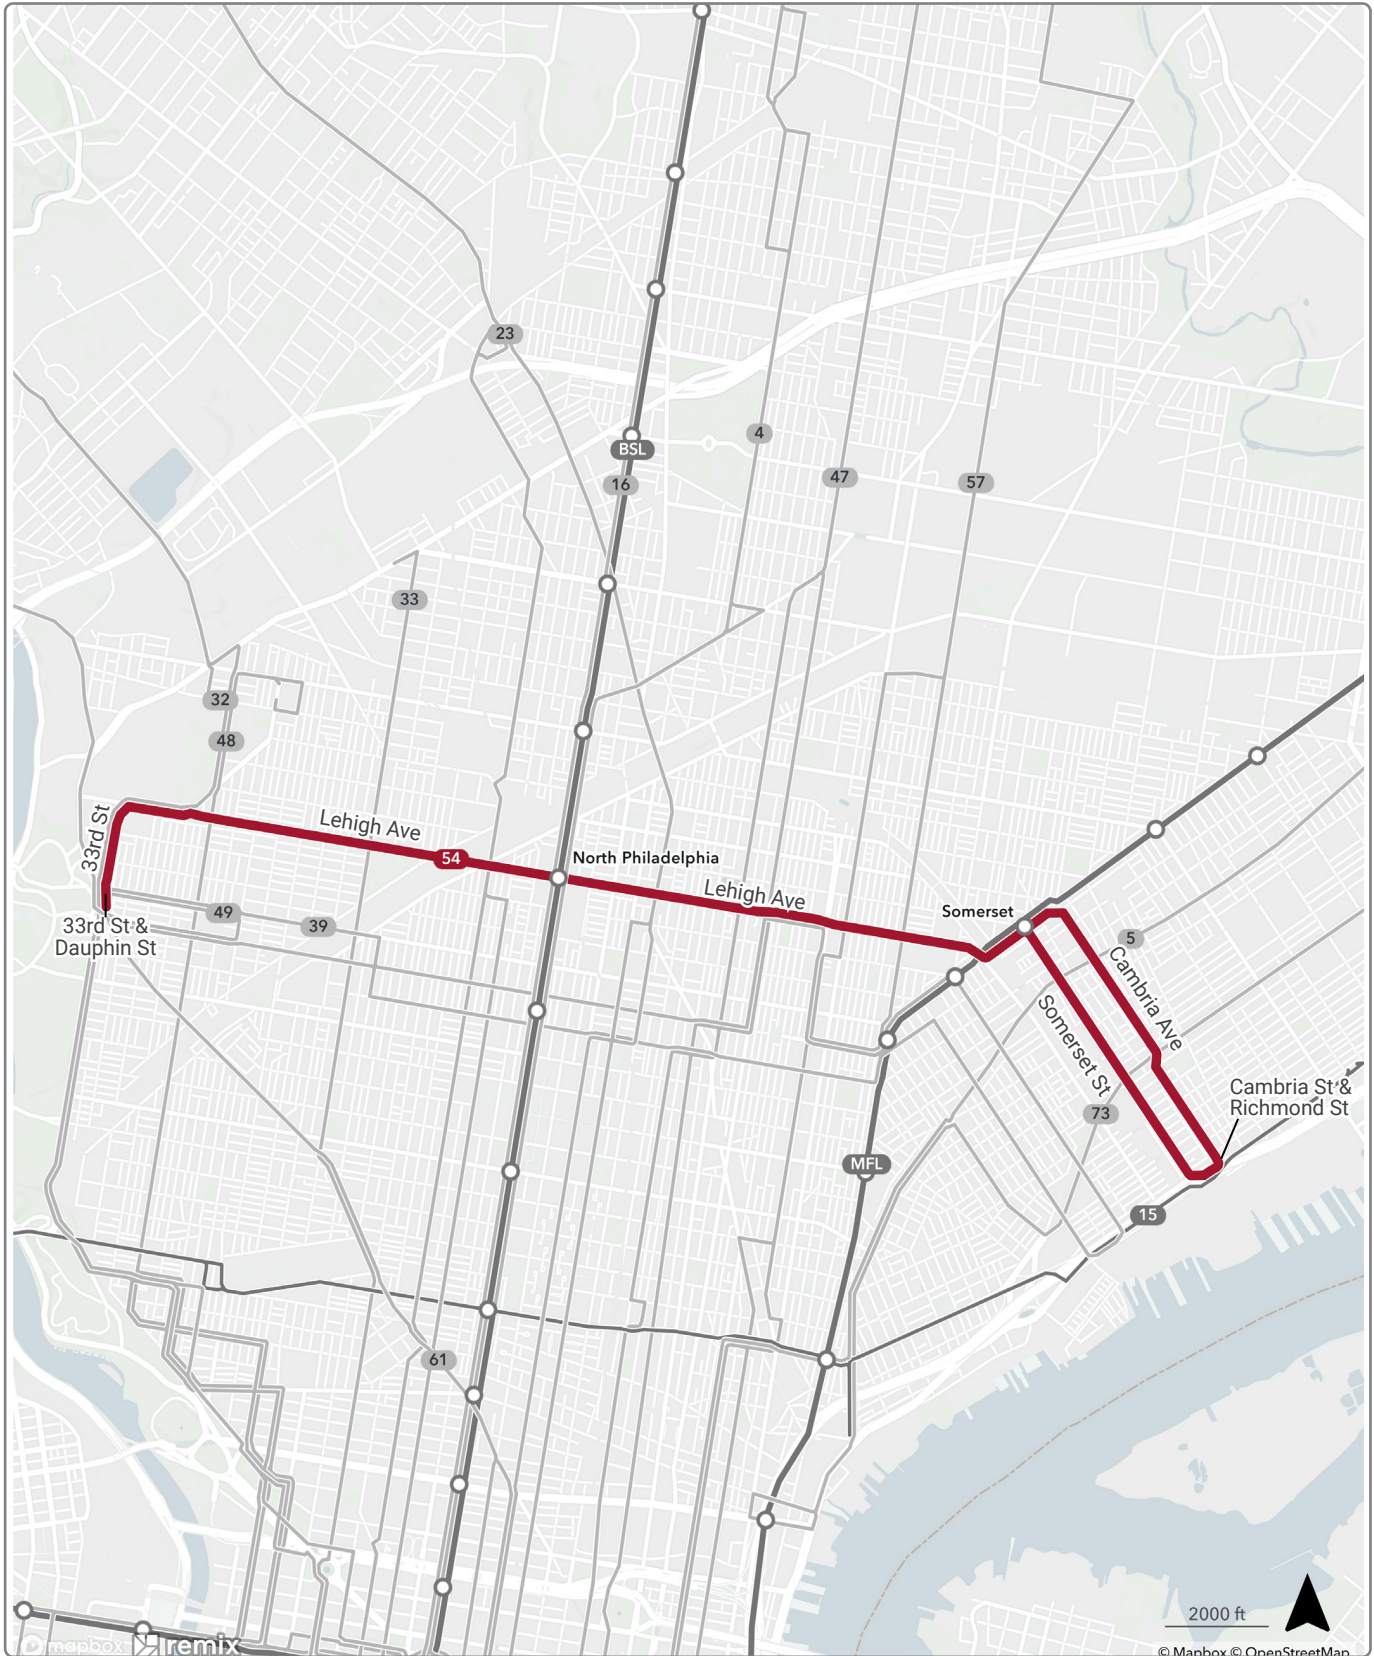 23
BSL
4
16
47
57
33
32
48
33rd St
Lehigh Ave
54
North Philadelphia
Lehigh Ave
Somerset
49
39
33rd St &
Dauphin St
5
Cambria Ave
Somerset St
Cambria St &
Richmond St
73
MFL
15
61
2000 ft
mapbox
remix
© Mapbox © OpenStreetMap